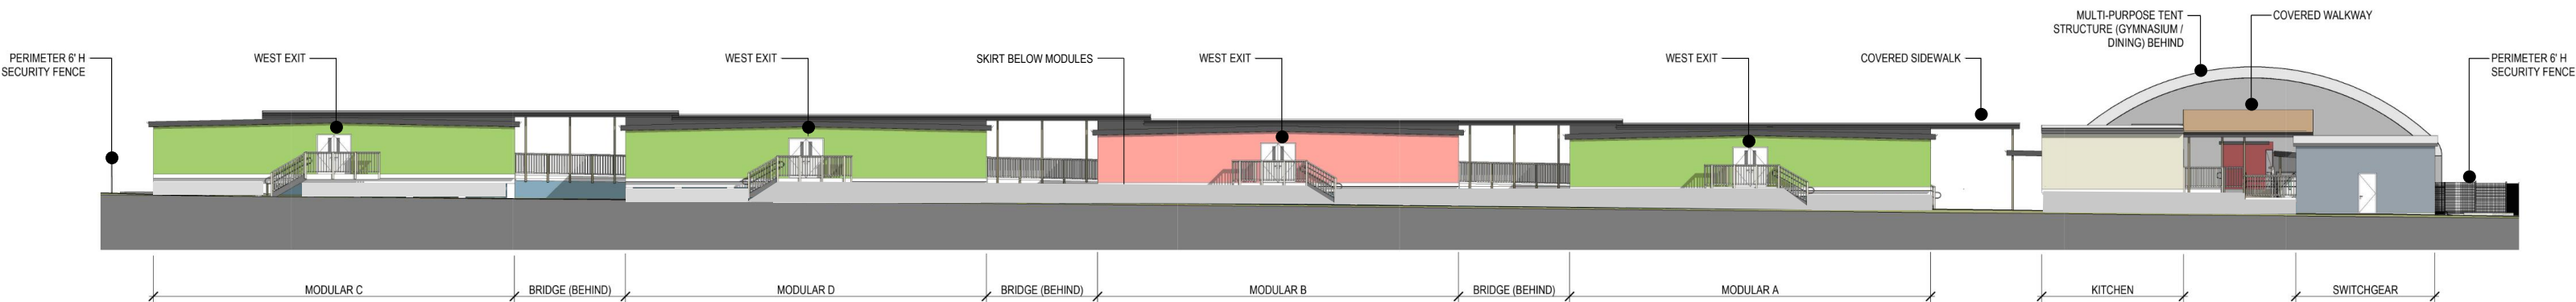 MULTI-PURPOSE TENT
STRUCTURE (GYMNASIUM /
DINING) BEHIND
COVERED WALKWAY
PERIMETER 6' H
SECURITY FENCE
WEST EXIT
WEST EXIT
SKIRT BELOW MODULES
WEST EXIT
WEST EXIT
COVERED SIDEWALK
PERIMETER 6' H
SECURITY FENCE
MODULAR C
BRIDGE (BEHIND)
MODULAR D
BRIDGE (BEHIND)
MODULAR B
BRIDGE (BEHIND)
MODULAR A
KITCHEN
SWITCHGEAR